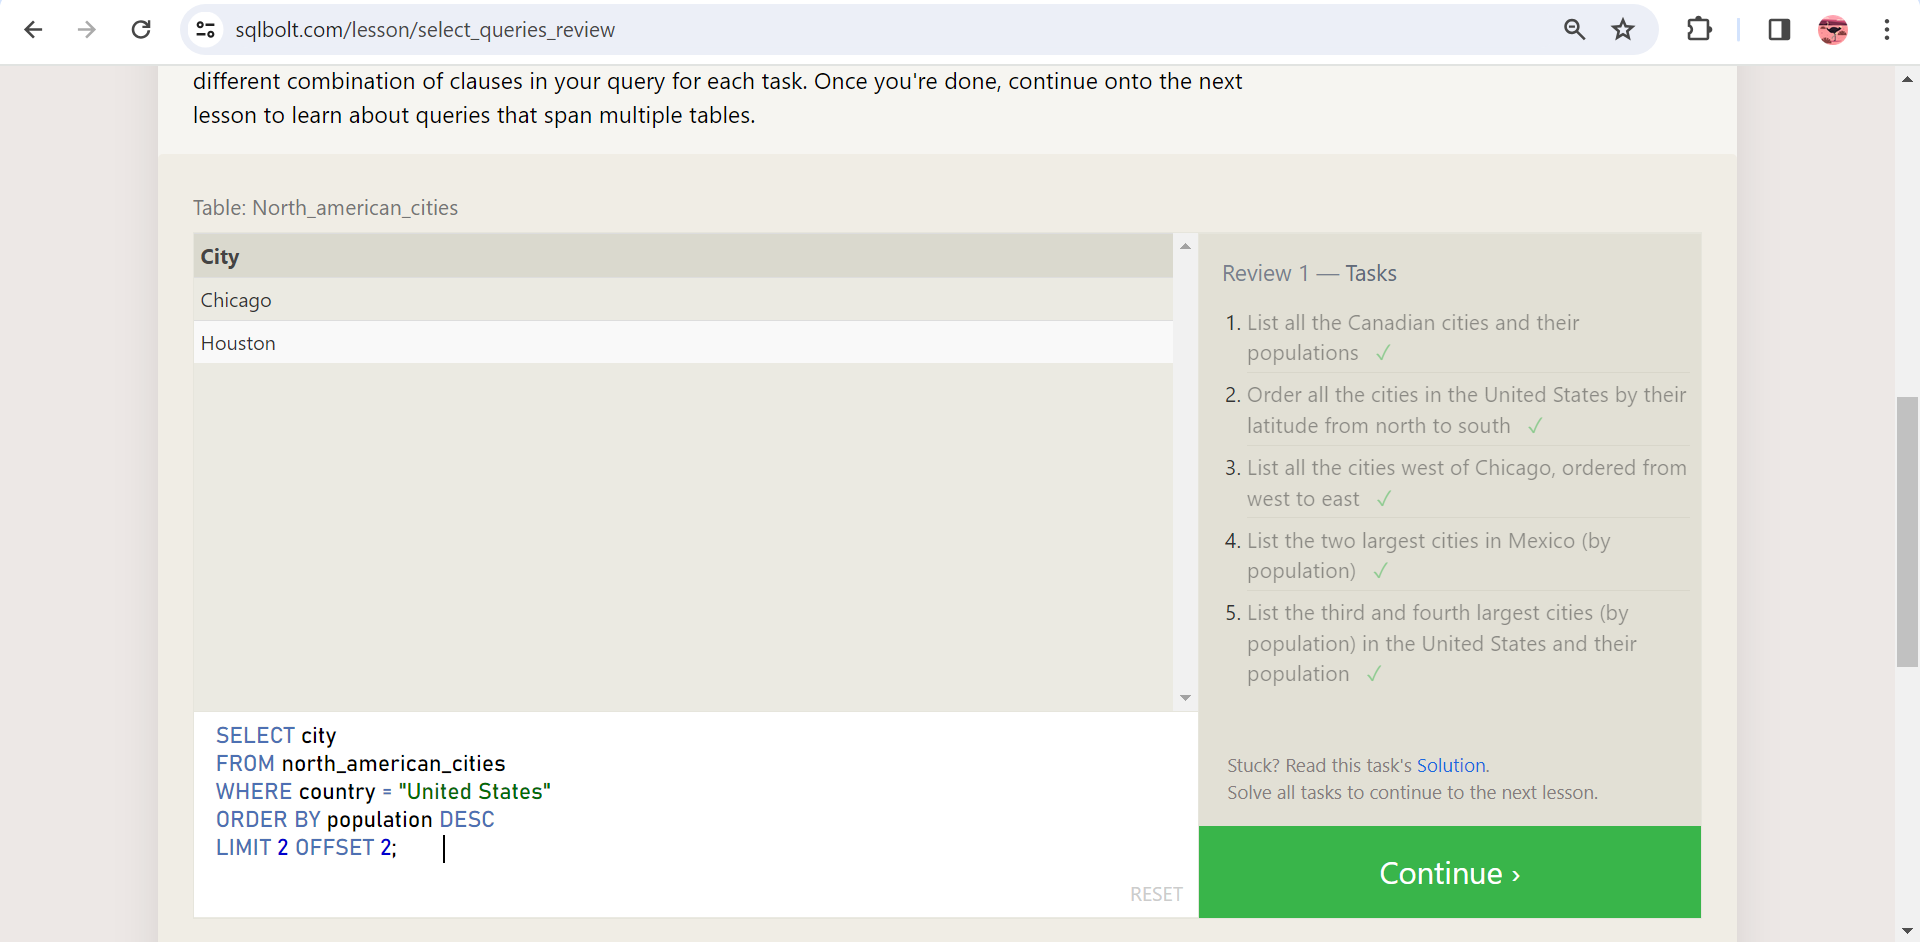 sqlbolt.com/lesson/select_queries_review
different combination of clauses in your query for each task. Once you're done, continue onto the next
lesson to learn about queries that span multiple tables.
Table: North_american_cities
City
Chicago
Houston
SELECT city
FROM north_american_cities
WHERE country = "United States"
ORDER BY population DESC
LIMIT 2 OFFSET 2;
RESET
Review 1 — Tasks
1. List all the Canadian cities and their
populations ✓
2. Order all the cities in the United States by their
latitude from north to south ✓
3. List all the cities west of Chicago, ordered from
west to east ✓
4. List the two largest cities in Mexico (by
population) ✓
5. List the third and fourth largest cities (by
population) in the United States and their
population ✓
Stuck? Read this task's Solution.
Solve all tasks to continue to the next lesson.
Continue ›